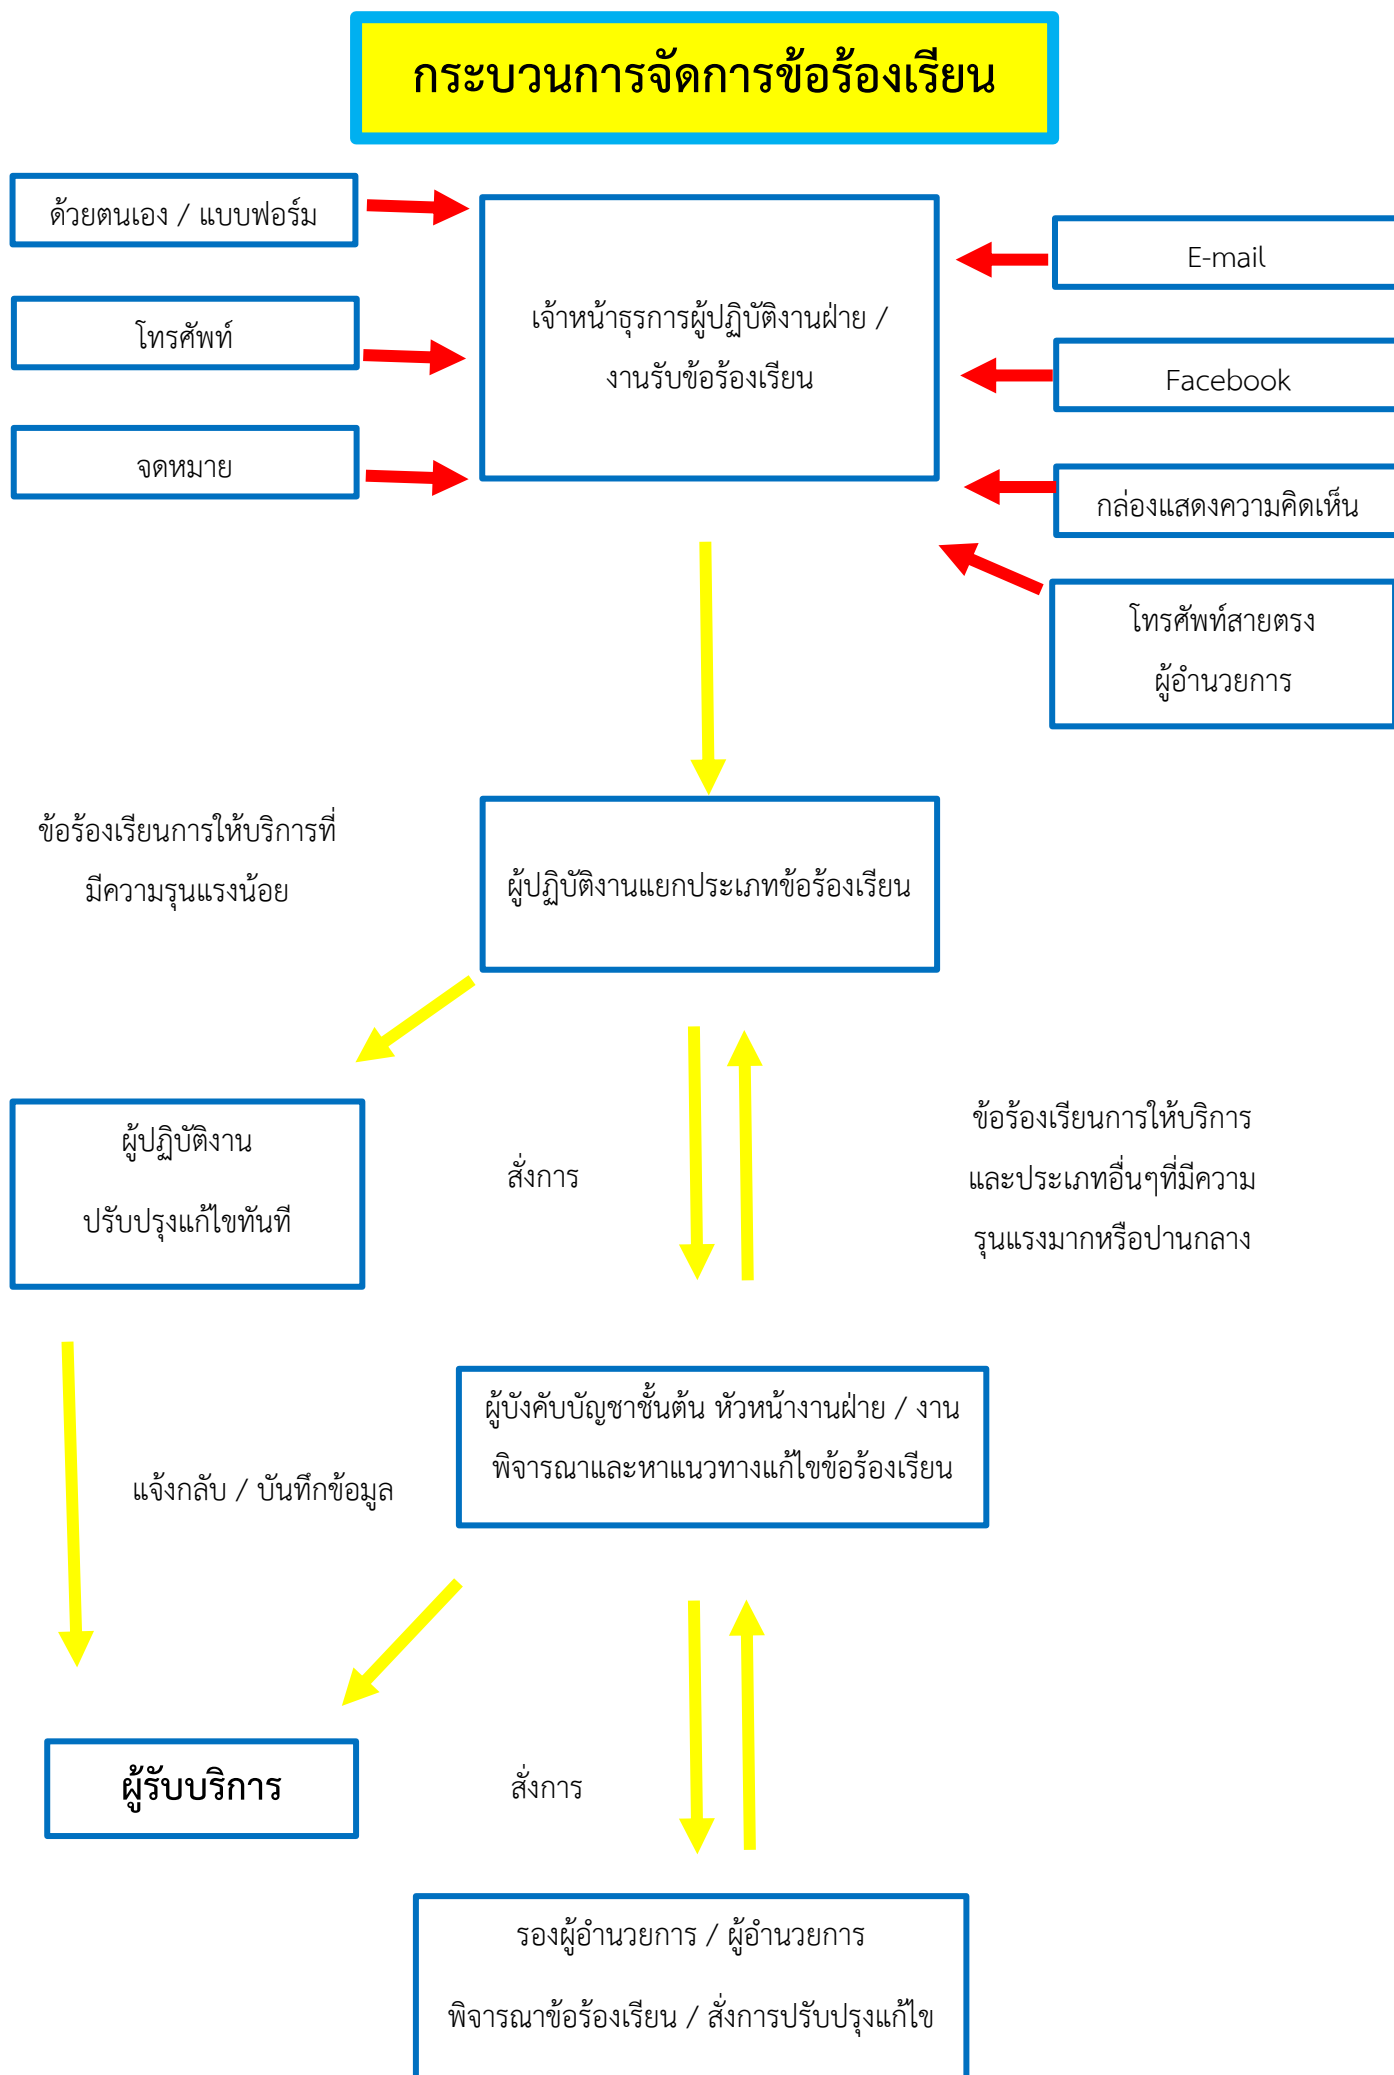 กระบวนการจัดการข้อร้องเรียน
ด้วยตนเอง / แบบฟอร์ม
โทรศัพท์
จดหมาย
เจ้าหน้าธุรการผู้ปฏิบัติงานฝ่าย /
งานรับข้อร้องเรียน
E-mail
Facebook
กล่องแสดงความคิดเห็น
โทรศัพท์สายตรง
ผู้อำนวยการ
ข้อร้องเรียนการให้บริการที่
มีความรุนแรงน้อย
ผู้ปฏิบัติงานแยกประเภทข้อร้องเรียน
ผู้ปฏิบัติงาน
ปรับปรุงแก้ไขทันที
สั่งการ
ข้อร้องเรียนการให้บริการ
และประเภทอื่นๆที่มีความ
รุนแรงมากหรือปานกลาง
ผู้บังคับบัญชาชั้นต้น หัวหน้างานฝ่าย / งาน
พิจารณาและหาแนวทางแก้ไขข้อร้องเรียน
แจ้งกลับ / บันทึกข้อมูล
ผู้รับบริการ
สั่งการ
รองผู้อำนวยการ / ผู้อำนวยการ
พิจารณาข้อร้องเรียน / สั่งการปรับปรุงแก้ไข